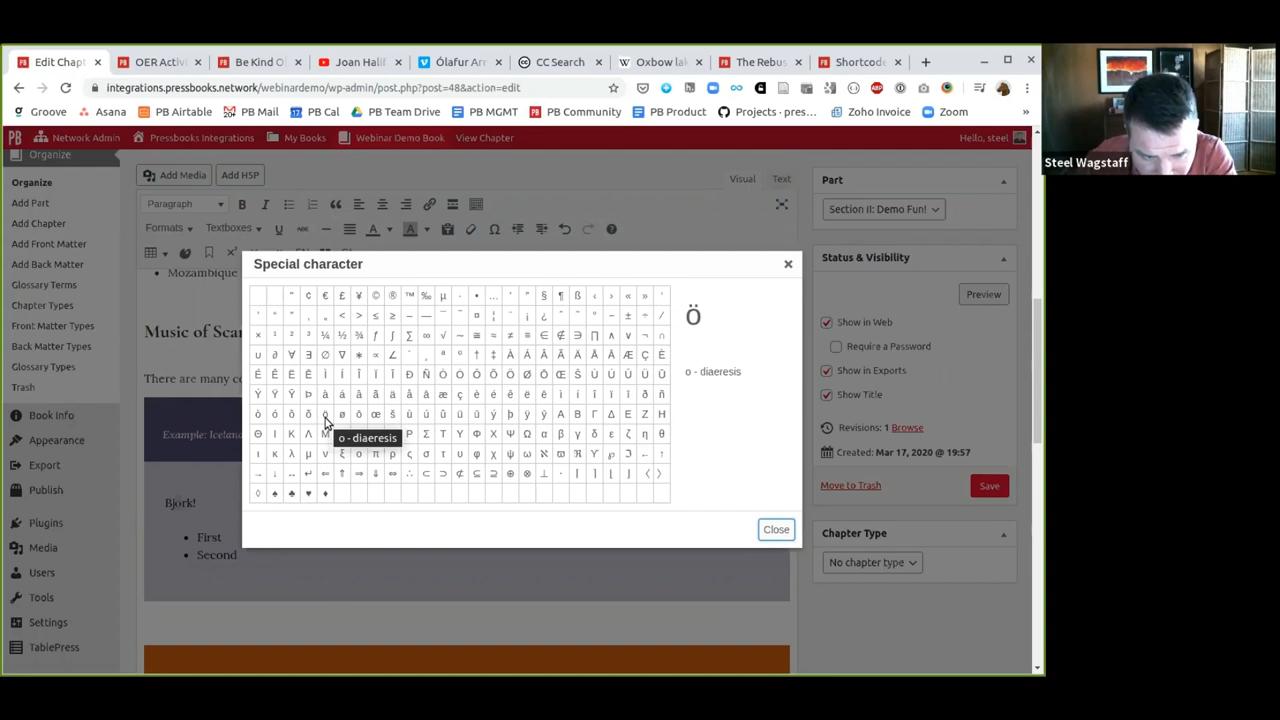 Edit Chapt
OER Activi
Be Kind O
Joan Halif
Ólafur Arn
CC Search
Oxbow lak
The Rebus
Shortcode
integrations.pressbooks.network/webinardemo/wp-admin/post.php?post=48&action=edit
Groove Asana PB Airtable PB Mail PB Cal PB Team Drive PB MGMT PB Community PB Product Projects - pres... Zoho Invoice Zoom »
Network Admin Pressbooks Integrations My Books Webinar Demo Book View Chapter Hello, steel
Steel Wagstaff
Organize
Organize
Add Part
Add Chapter
Add Front Matter
Add Back Matter
Glossary Terms
Chapter Types
Front Matter Types
Back Matter Types
Glossary Types
Trash
Book Info
Appearance
Export
Publish
Plugins
Media
Users
Tools
Settings
TablePress
Add Media Add H5P
Visual Text
Paragraph B I
Formats Textboxes U ABC A A Ω
Mozambique
Music of Scan
There are many co
Example: Iceland
Bjork!
First
Second
Special character
ö
o - diaeresis
o - diaeresis
Close
Part
Section II: Demo Fun!
Status & Visibility
Preview
Show in Web
Require a Password
Show in Exports
Show Title
Revisions: 1 Browse
Created: Mar 17, 2020 @ 19:57
Move to Trash Save
Chapter Type
No chapter type